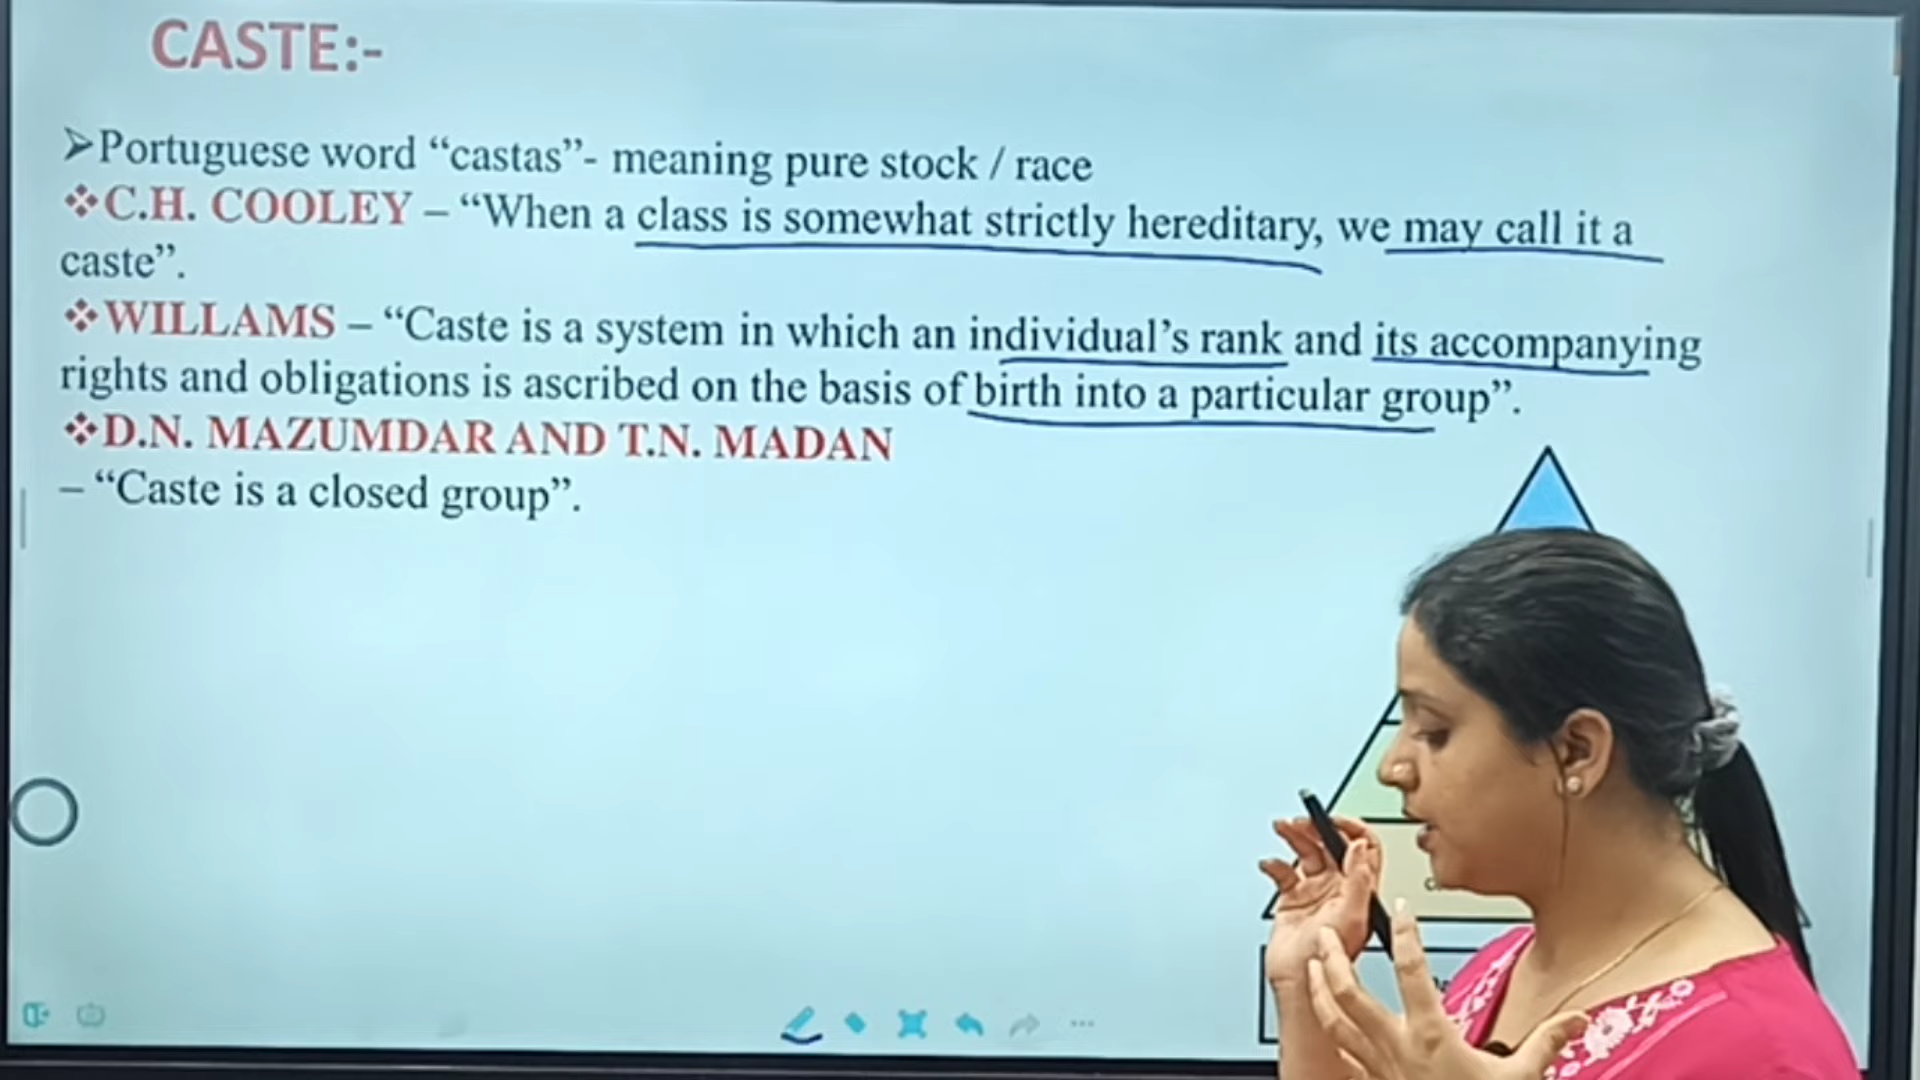 CASTE:-
➢Portuguese word “castas”- meaning pure stock / race
❖C.H. COOLEY – “When a class is somewhat strictly hereditary, we may call it a
caste”.
❖WILLAMS – “Caste is a system in which an individual’s rank and its accompanying
rights and obligations is ascribed on the basis of birth into a particular group”.
❖D.N. MAZUMDAR AND T.N. MADAN
– “Caste is a closed group”.